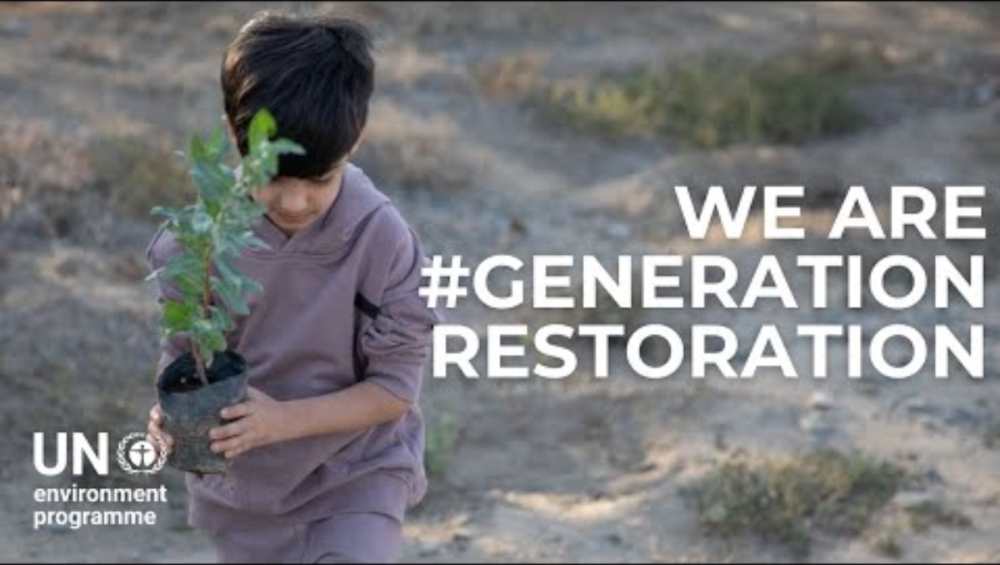 WE ARE
#GENERATION
RESTORATION
UN
environment
programme